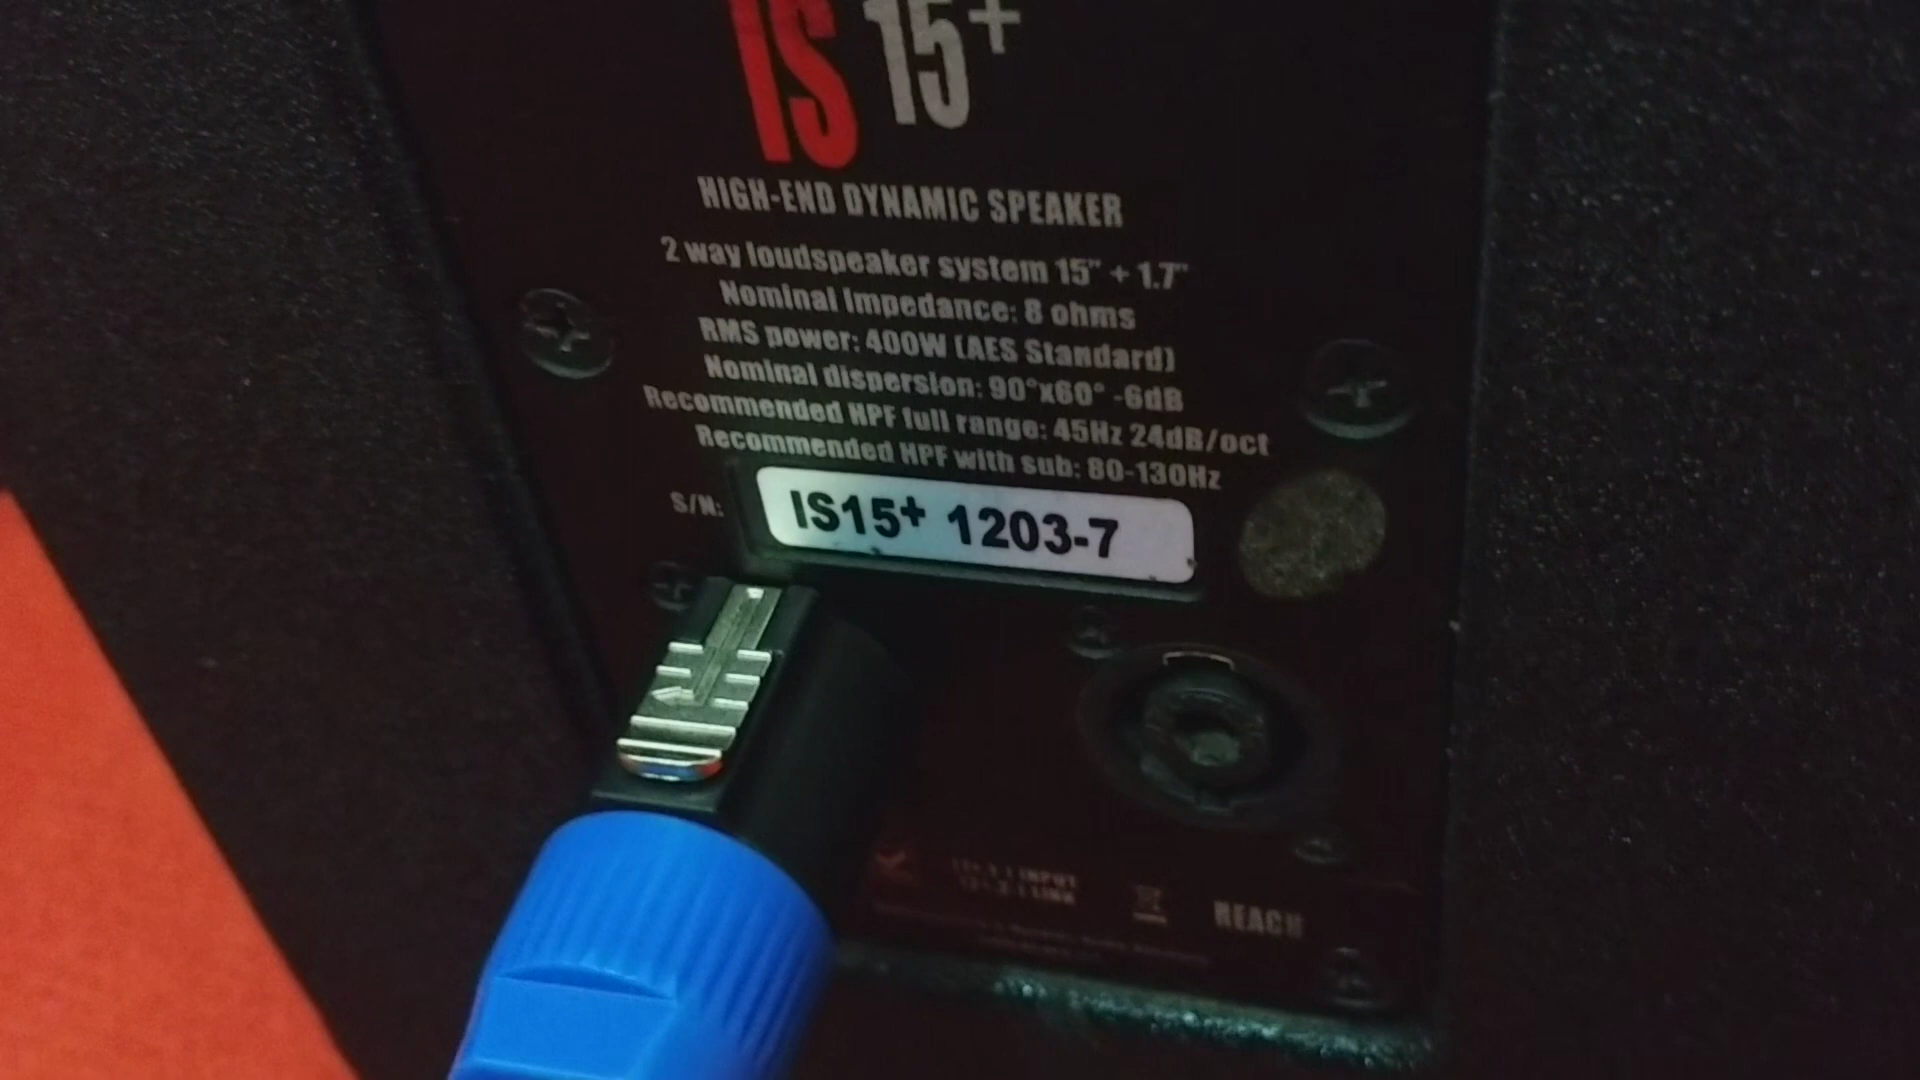 IS 15+
HIGH-END DYNAMIC SPEAKER
2 way loudspeaker system 15" + 1.7"
Nominal Impedance: 8 ohms
RMS power: 400W (AES Standard)
Nominal dispersion: 90°x60° -6dB
Recommended HPF full range: 45Hz 24dB/oct
Recommended HPF with sub: 80-130Hz
S/N: IS15+ 1203-7
INPUT
LINK
REACH